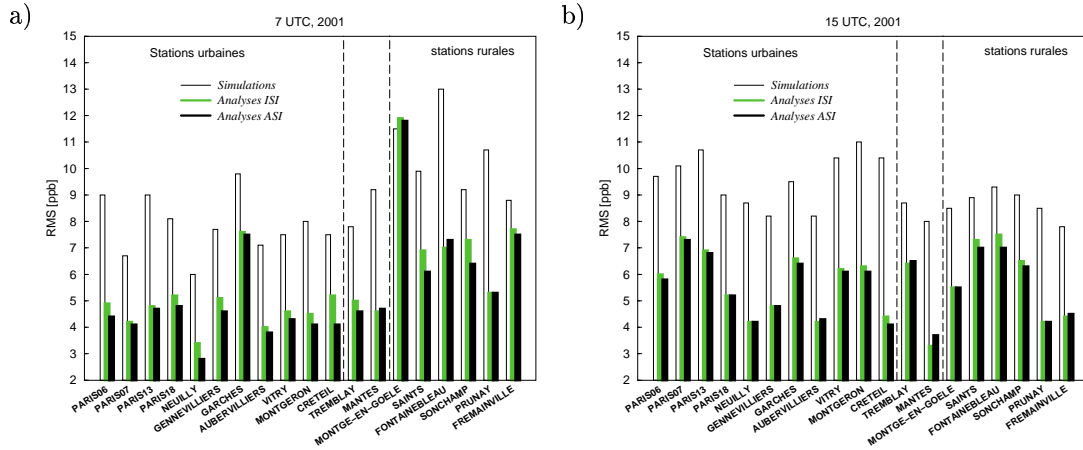 a)
7 UTC, 2001
15
14
13
12
11
10
9
8
7
6
5
4
3
2
RMS [ppb]
Stations urbaines
stations rurales
Simulations
Analyses ISI
Analyses ASI
PARIS06
PARIS07
PARIS13
PARIS18
NEUILLY
GENNEVILLIERS
GARCHES
AUBERVILLIERS
VITRY
MONTGERON
CRETEIL
TREMBLAY
MANTES
MONTGE-EN-GOELE
SAINTS
FONTAINEBLEAU
SONCHAMP
PRUNAY
FREMAINVILLE
b)
15 UTC, 2001
15
14
13
12
11
10
9
8
7
6
5
4
3
2
RMS [ppb]
Stations urbaines
stations rurales
Simulations
Analyses ISI
Analyses ASI
PARIS06
PARIS07
PARIS13
PARIS18
NEUILLY
GENNEVILLIERS
GARCHES
AUBERVILLIERS
VITRY
MONTGERON
CRETEIL
TREMBLAY
MANTES
MONTGE-EN-GOELE
SAINTS
FONTAINEBLEAU
SONCHAMP
PRUNAY
FREMAINVILLE